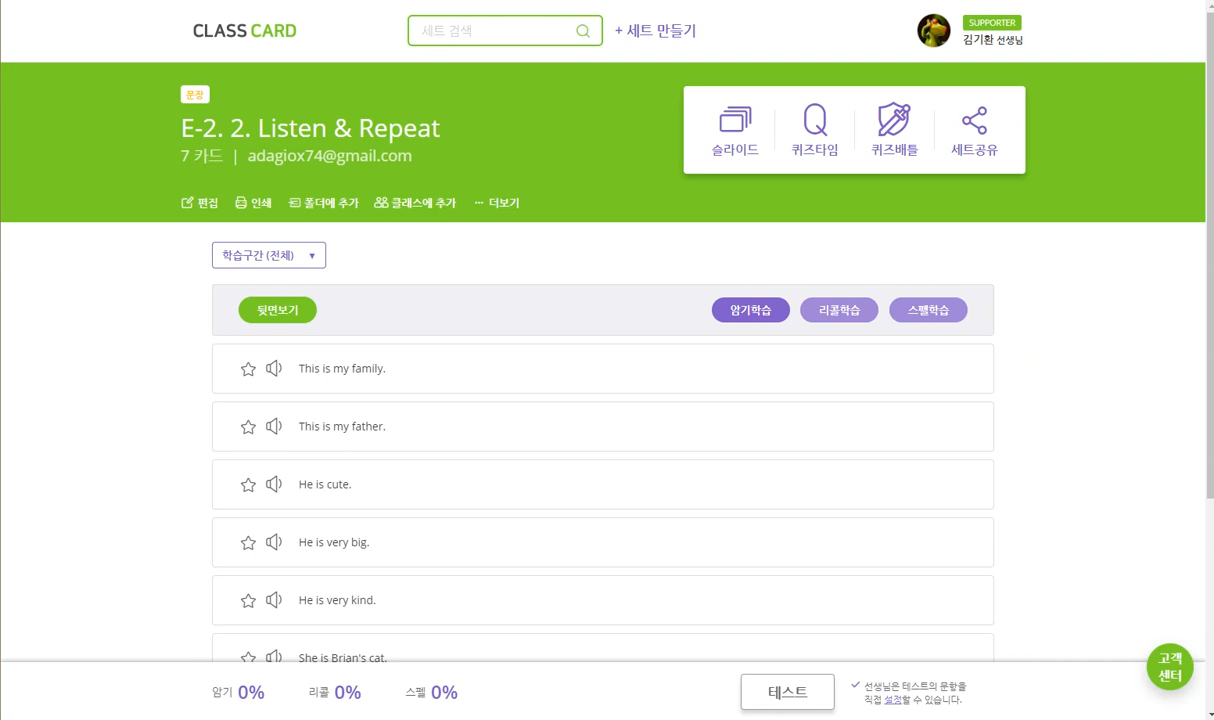 CLASS CARD
세트 검색
+ 세트 만들기
SUPPORTER
김기환 선생님
문장
E-2. 2. Listen & Repeat
7 카드 | adagiox74@gmail.com
슬라이드
퀴즈타임
퀴즈배틀
세트공유
편집
인쇄
폴더에 추가
클래스에 추가
··· 더보기
학습구간 (전체) ▼
뒷면보기
암기학습
리콜학습
스펠학습
This is my family.
This is my father.
He is cute.
He is very big.
He is very kind.
She is Brian's cat.
암기 0%
리콜 0%
스펠 0%
테스트
선생님은 테스트의 문항을
직접 설정할 수 있습니다.
고객
센터